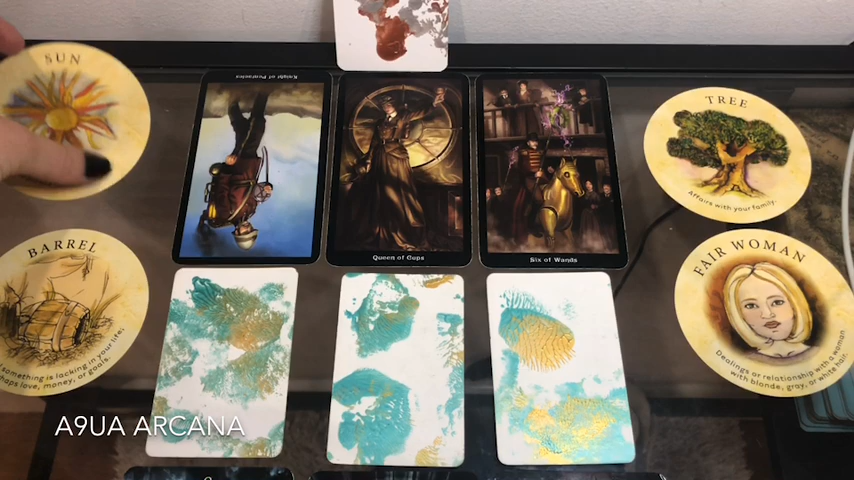 SUN
Knight of Pentacles
Queen of Cups
Six of Wands
TREE
Affairs with your family.
BARREL
something is lacking in your life;
love, money, or
goals.
FAIR WOMAN
Dealings or relationship with a woman
with blonde, gray, or white hair.
A9UA ARCANA